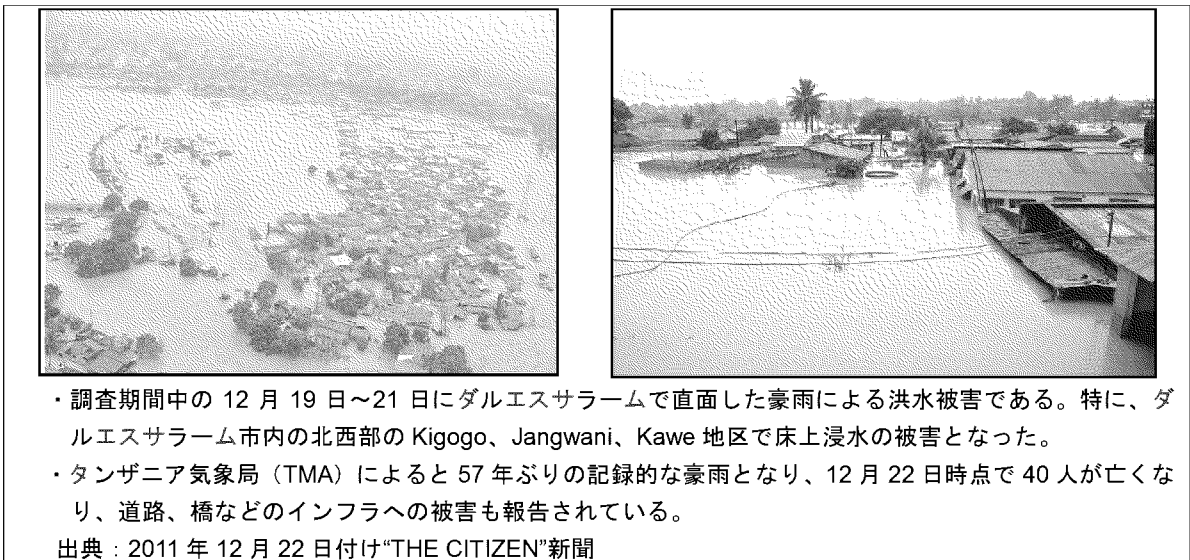 ・調査期間中の 12 月 19 日～21 日にダルエスサラームで直面した豪雨による洪水被害である。特に、ダ
ルエスサラーム市内の北西部の Kigogo、Jangwani、Kawe 地区で床上浸水の被害となった。
・タンザニア気象局（TMA）によると 57 年ぶりの記録的な豪雨となり、12 月 22 日時点で 40 人が亡くな
り、道路、橋などのインフラへの被害も報告されている。
出典：2011 年 12 月 22 日付け“THE CITIZEN”新聞